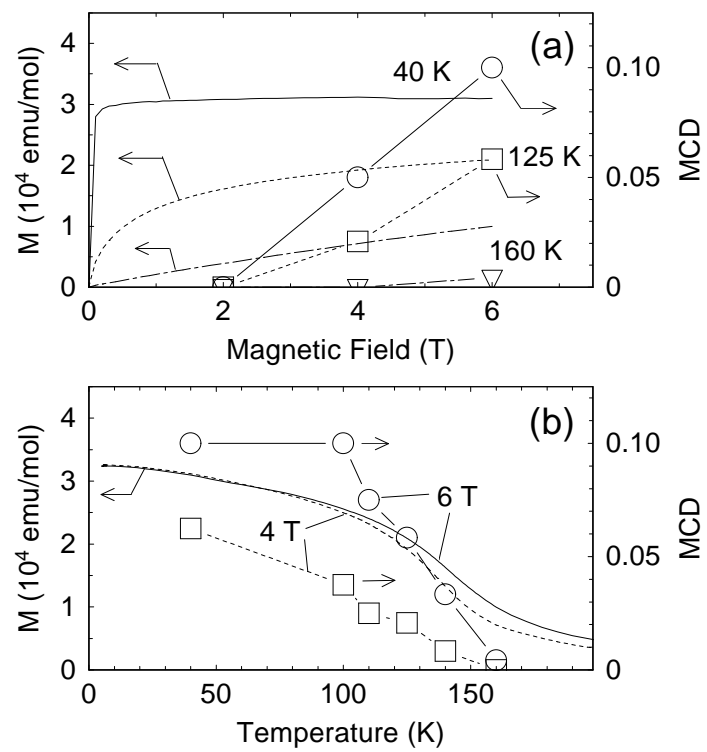 (a)
M (10⁴ emu/mol)
4
3
2
1
0
40 K
125 K
160 K
0.10
0.05
0
MCD
0
2
4
6
Magnetic Field (T)
(b)
M (10⁴ emu/mol)
4
3
2
1
0
6 T
4 T
0.10
0.05
0
MCD
0
50
100
150
Temperature (K)